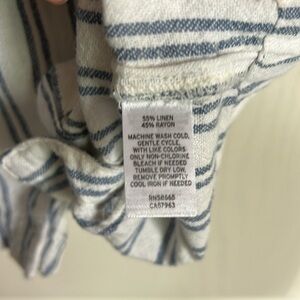 55% LINEN
45% RAYON
MACHINE WASH COLD,
GENTLE CYCLE,
WITH LIKE COLORS
ONLY NON-CHLORINE
BLEACH IF NEEDED
TUMBLE DRY LOW,
REMOVE PROMPTLY
COOL IRON IF NEEDED
RN58668
CA57963